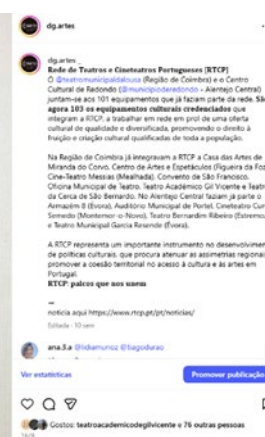 dg.artes
dg.artes
Rede de Teatros e Cineteatros Portugueses [RTCP]
O @teatromunicipaldalousa (Região de Coimbra) e o Centro
Cultural de Redondo (@municipioderedondo - Alentejo Central)
juntam-se aos 101 equipamentos que já faziam parte da rede. São
agora 103 os equipamentos culturais credenciados que
integram a RTCP, a trabalhar em rede em prol de uma oferta
cultural de qualidade e diversificada, promovendo o direito à
fruição e criação cultural qualificadas de toda a população.
Na Região de Coimbra já integravam a RTCP a Casa das Artes de
Miranda do Corvo, Centro de Artes e Espetáculos (Figueira da Foz
Cine-Teatro Messias (Mealhada), Convento de São Francisco,
Oficina Municipal de Teatro, Teatro Académico Gil Vicente e Teatr
da Cerca de São Bernardo. No Alentejo Central faziam já parte o
Armazém 8 (Évora), Auditório Municipal de Portel, Cineteatro Cur
Semedo (Montemor-o-Novo), Teatro Bernardim Ribeiro (Estremoz
e Teatro Municipal Garcia Resende (Évora).
A RTCP representa um importante instrumento no desenvolvimen
de políticas culturais, que procura atenuar as assimetrias regionai
promover a coesão territorial no acesso à cultura e às artes em
Portugal.
RTCP: palcos que nos unem
—
notícia aqui https://www.rtcp.pt/pt/noticias/
Editada · 10 sem
ana.3.a @lidiamunoz @tiagodurao
Ver estatísticas
Promover publicação
Gostos: teatroacademicodegilvicente e 76 outras pessoas